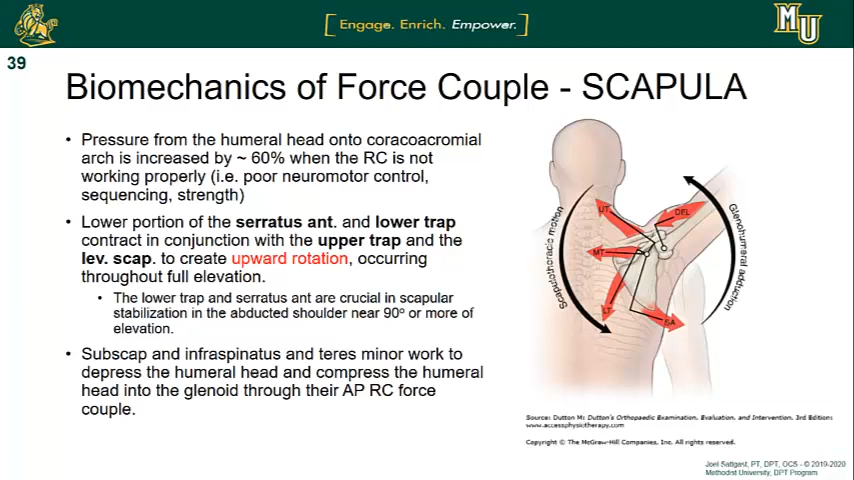 [ Engage. Enrich. Empower. ]
MU
39
Biomechanics of Force Couple - SCAPULA
• Pressure from the humeral head onto coracoacromial
arch is increased by ~ 60% when the RC is not
working properly (i.e. poor neuromotor control,
sequencing, strength)
• Lower portion of the serratus ant. and lower trap
contract in conjunction with the upper trap and the
lev. scap. to create upward rotation, occurring
throughout full elevation.
• The lower trap and serratus ant are crucial in scapular
stabilization in the abducted shoulder near 90º or more of
elevation.
• Subscap and infraspinatus and teres minor work to
depress the humeral head and compress the humeral
head into the glenoid through their AP RC force
couple.
Scapulothoracic motion
UT
DEL
MT
LT
SA
Glenohumeral adduction
Source: Dutton M: Dutton's Orthopaedic Examination, Evaluation, and Intervention, 3rd Edition:
www.accessphysiotherapy.com
Copyright © The McGraw-Hill Companies, Inc. All rights reserved.
Joel Sattgast, PT, DPT, OCS - © 2019-2020
Methodist University, DPT Program